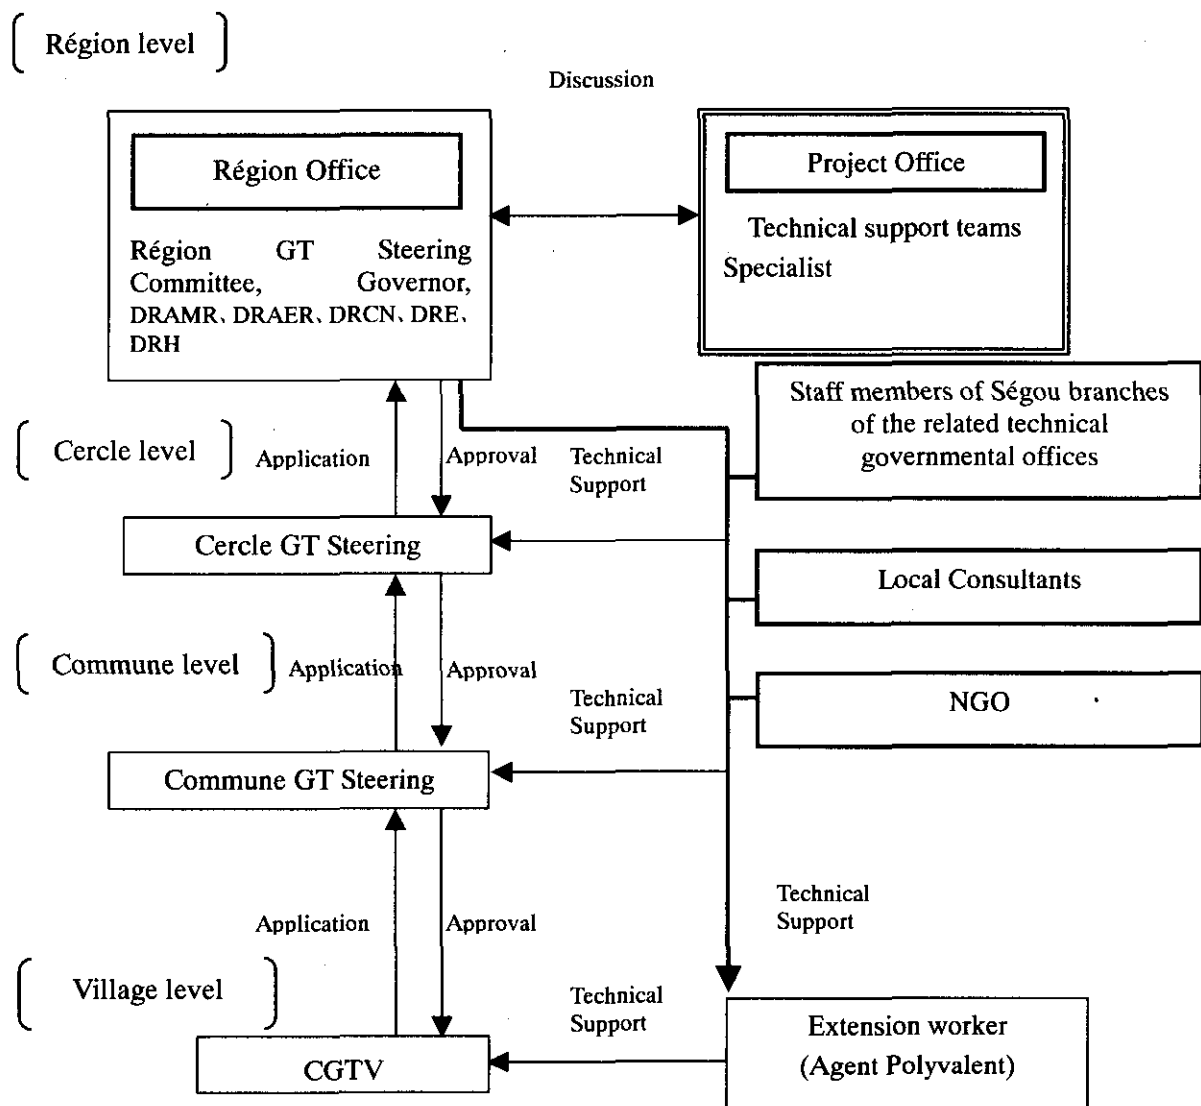 Région level
Discussion
Région Office
Région GT Steering
Committee, Governor,
DRAMR、DRAER、DRCN、DRE、
DRH
Project Office
Technical support teams
Specialist
Staff members of Ségou branches
of the related technical
governmental offices
Cercle level
Application
Approval
Technical
Support
Cercle GT Steering
Local Consultants
Commune level
Application
Approval
Technical
Support
NGO
Commune GT Steering
Technical
Support
Application
Approval
Village level
Technical
Support
Extension worker
(Agent Polyvalent)
CGTV